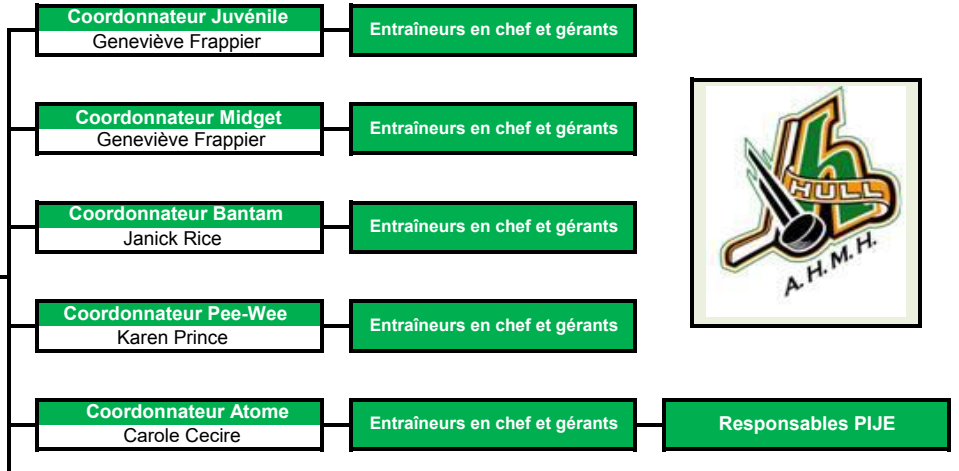 Coordonnateur Juvénile
Geneviève Frappier
Entraîneurs en chef et gérants
Coordonnateur Midget
Geneviève Frappier
Entraîneurs en chef et gérants
HULL
A.H.M.H.
Coordonnateur Bantam
Janick Rice
Entraîneurs en chef et gérants
Coordonnateur Pee-Wee
Karen Prince
Entraîneurs en chef et gérants
Coordonnateur Atome
Carole Cecire
Entraîneurs en chef et gérants
Responsables PIJE